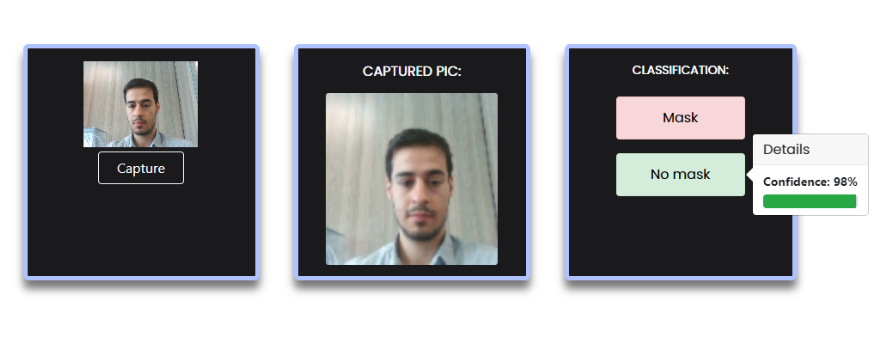 Capture
CAPTURED PIC:
CLASSIFICATION:
Mask
No mask
Details
Confidence: 98%